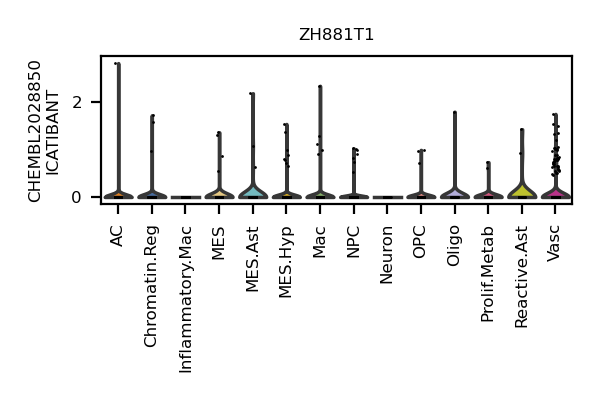 ZH881T1
CHEMBL2028850
ICATIBANT
2
0
AC
Chromatin.Reg
Inflammatory.Mac
MES
MES.Ast
MES.Hyp
Mac
NPC
Neuron
OPC
Oligo
Prolif.Metab
Reactive.Ast
Vasc